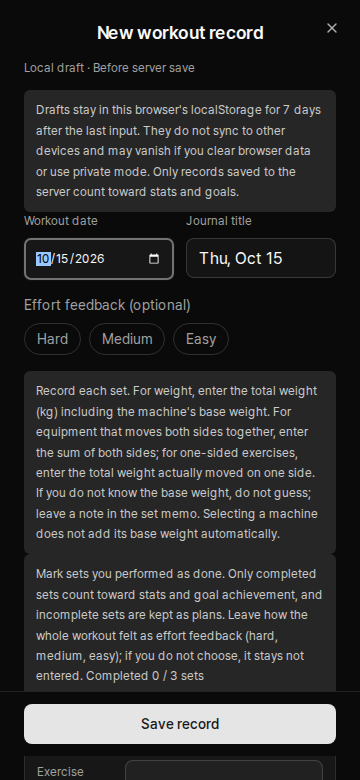 New workout record
×
Local draft · Before server save
Drafts stay in this browser's localStorage for 7 days
after the last input. They do not sync to other
devices and may vanish if you clear browser data
or use private mode. Only records saved to the
server count toward stats and goals.
Workout date
Journal title
10/15/2026
Thu, Oct 15
Effort feedback (optional)
Hard
Medium
Easy
Record each set. For weight, enter the total weight
(kg) including the machine's base weight. For
equipment that moves both sides together, enter
the sum of both sides; for one-sided exercises,
enter the total weight actually moved on one side.
If you do not know the base weight, do not guess;
leave a note in the set memo. Selecting a machine
does not add its base weight automatically.
Mark sets you performed as done. Only completed
sets count toward stats and goal achievement, and
incomplete sets are kept as plans. Leave how the
whole workout felt as effort feedback (hard,
medium, easy); if you do not choose, it stays not
entered. Completed 0 / 3 sets
Save record
Exercise